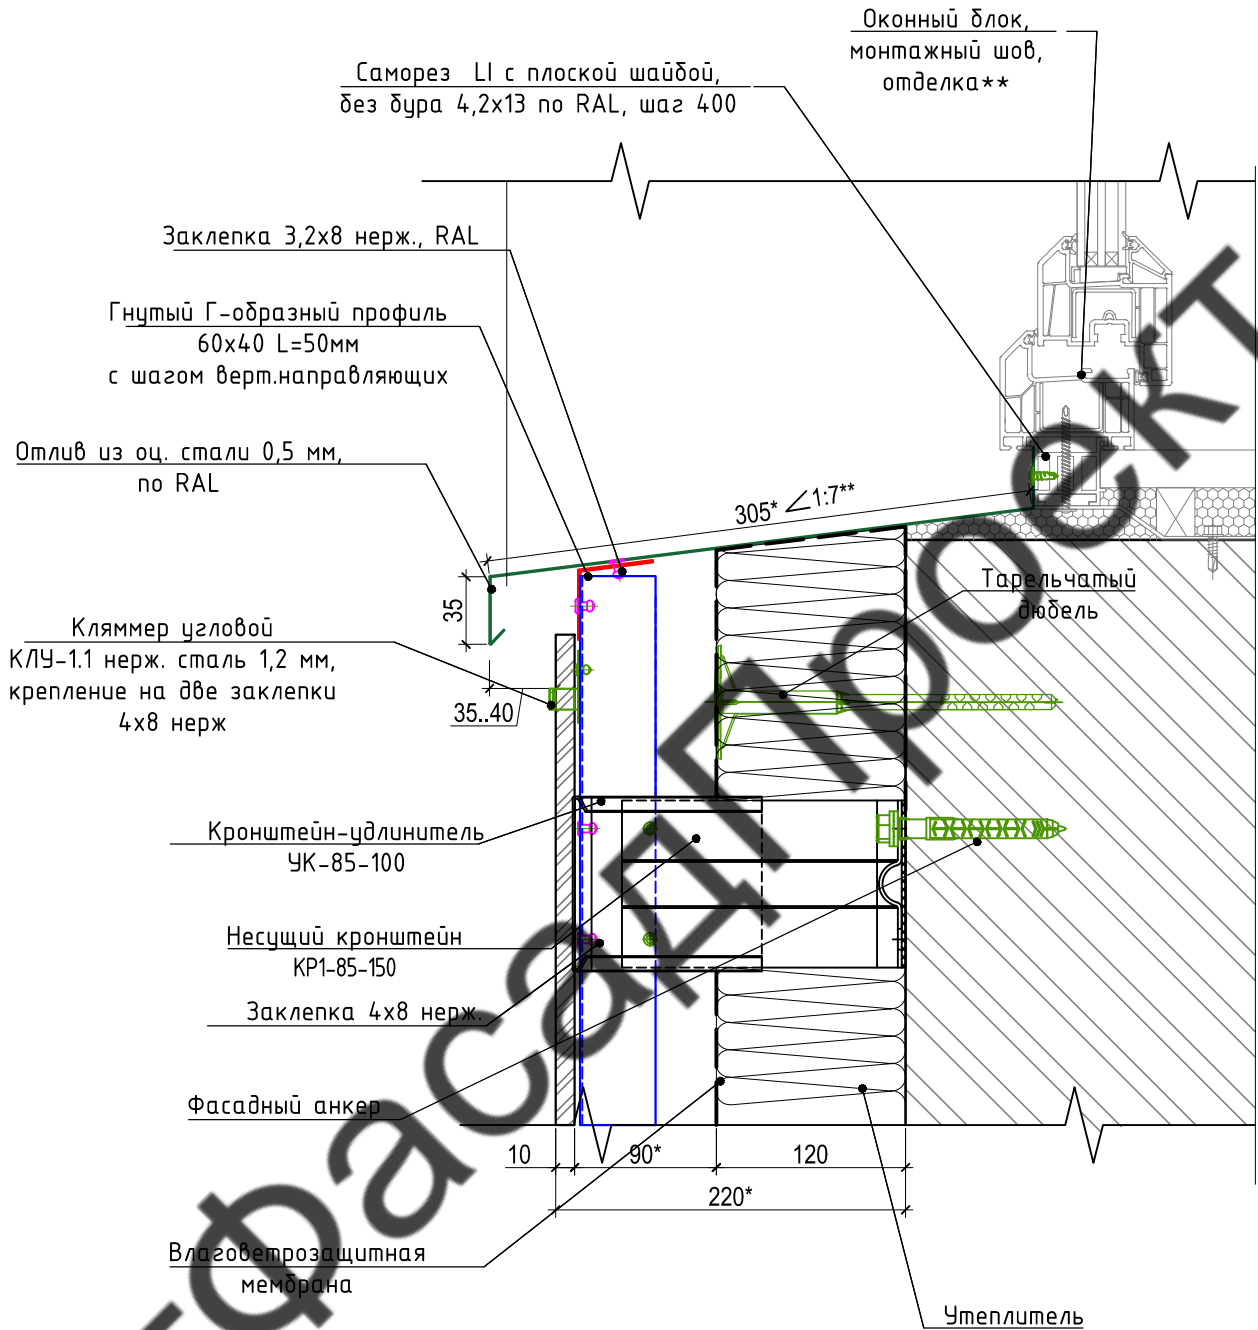 Оконный блок,
монтажный шов,
отделка**
Саморез LI с плоской шайбой,
без бура 4,2х13 по RAL, шаг 400
Заклепка 3,2х8 нерж., RAL
Гнутый Г-образный профиль
60х40 L=50мм
с шагом верт.направляющих
Отлив из оц. стали 0,5 мм,
по RAL
305* ∠1:7**
35
Тарельчатый
дюбель
Кляммер угловой
КЛУ-1.1 нерж. сталь 1,2 мм,
крепление на две заклепки
4х8 нерж
35..40
Кронштейн-удлинитель
УК-85-100
Несущий кронштейн
КР1-85-150
Заклепка 4х8 нерж.
Фасадный анкер
10
90*
120
220*
Влаговетрозащитная
мембрана
Утеплитель
-ФасадПроект